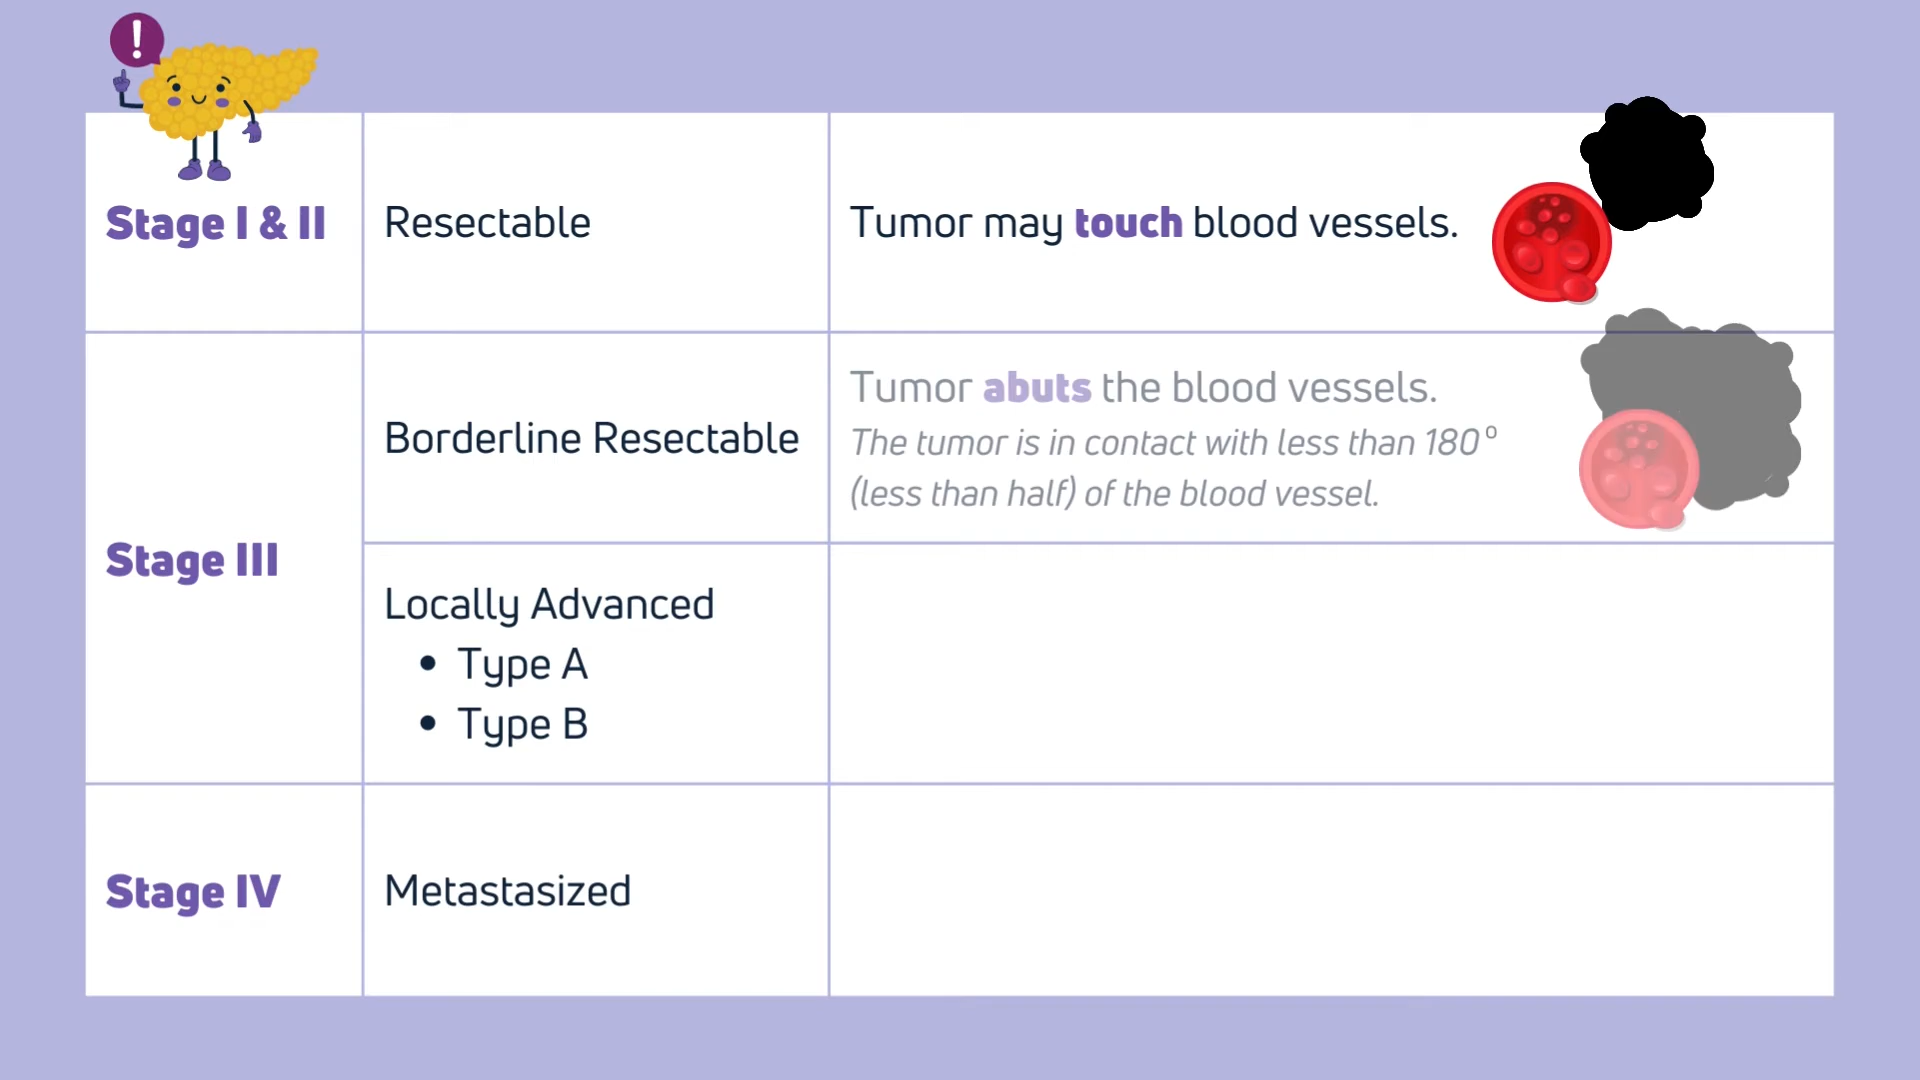 !
Stage I & II
Resectable
Tumor may touch blood vessels.
Stage III
Borderline Resectable
Tumor abuts the blood vessels.
The tumor is in contact with less than 180°
(less than half) of the blood vessel.
Locally Advanced
• Type A
• Type B
Stage IV
Metastasized